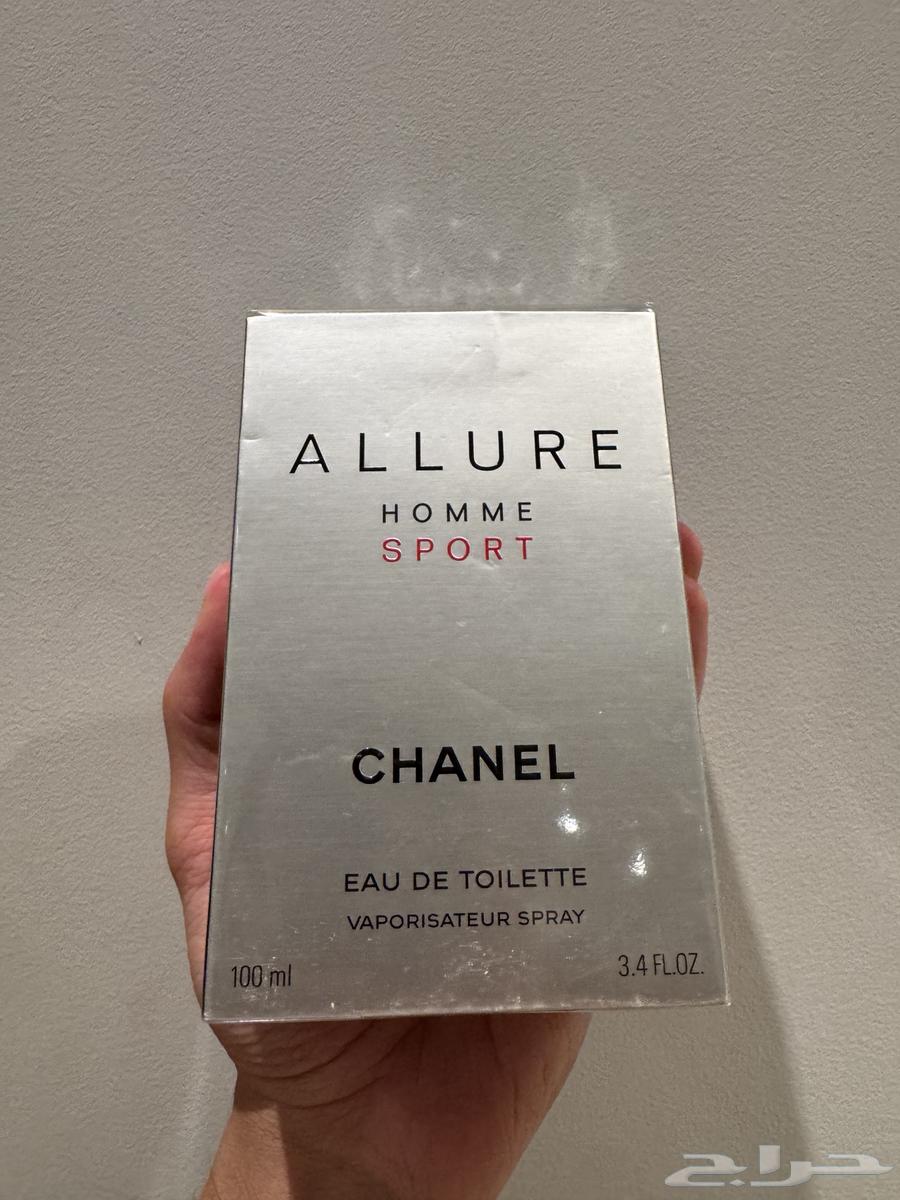 ALLURE
HOMME
SPORT
CHANEL
EAU DE TOILETTE
VAPORISATEUR SPRAY
100 ml
3.4 FL.OZ.
حراج